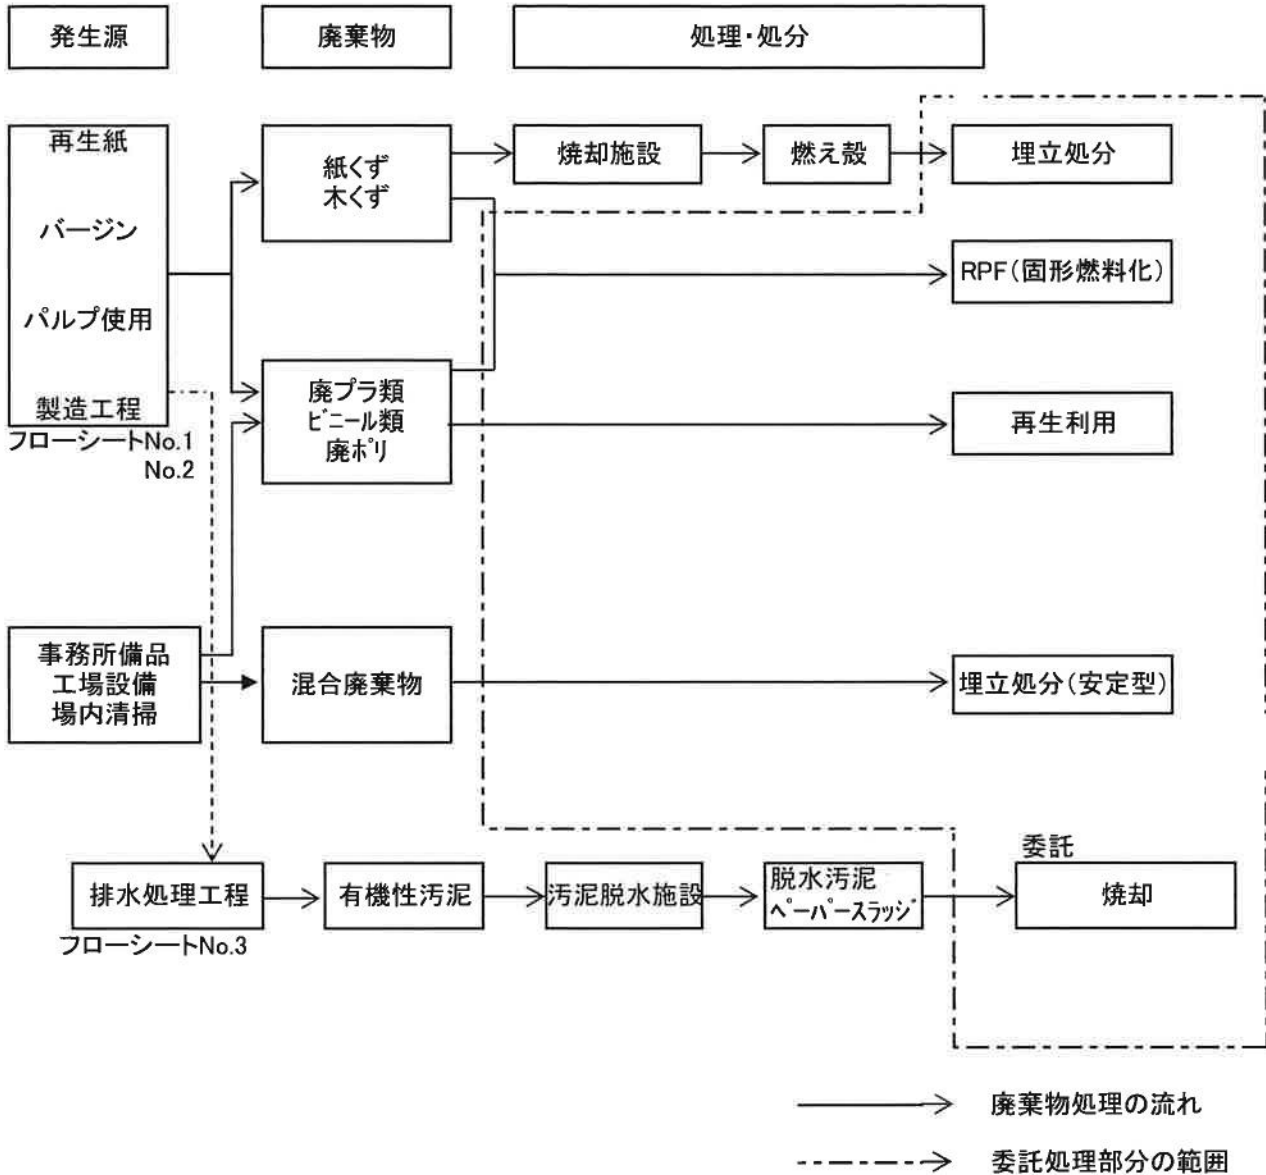 発生源
廃棄物
処理・処分
再生紙
バージン
パルプ使用
製造工程
フローシートNo.1
No.2
紙くず
木くず
焼却施設
燃え殻
埋立処分
RPF(固形燃料化)
廃プラ類
ビニール類
廃ポリ
再生利用
事務所備品
工場設備
場内清掃
混合廃棄物
埋立処分(安定型)
排水処理工程
フローシートNo.3
有機性汚泥
汚泥脱水施設
脱水汚泥
ペーパースラッジ
委託
焼却
廃棄物処理の流れ
委託処理部分の範囲